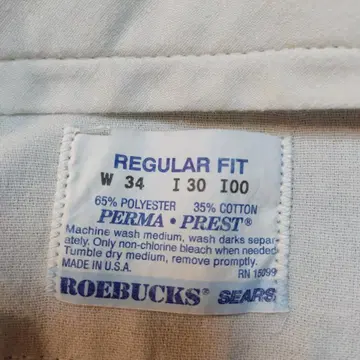 REGULAR FIT
W 34 I 30 I00
65% POLYESTER 35% COTTON
PERMA • PREST®
Machine wash medium, wash darks separ-
ately. Only non-chlorine bleach when needed.
Tumble dry medium, remove promptly.
MADE IN U.S.A. RN 15099
ROEBUCKS® SEARS